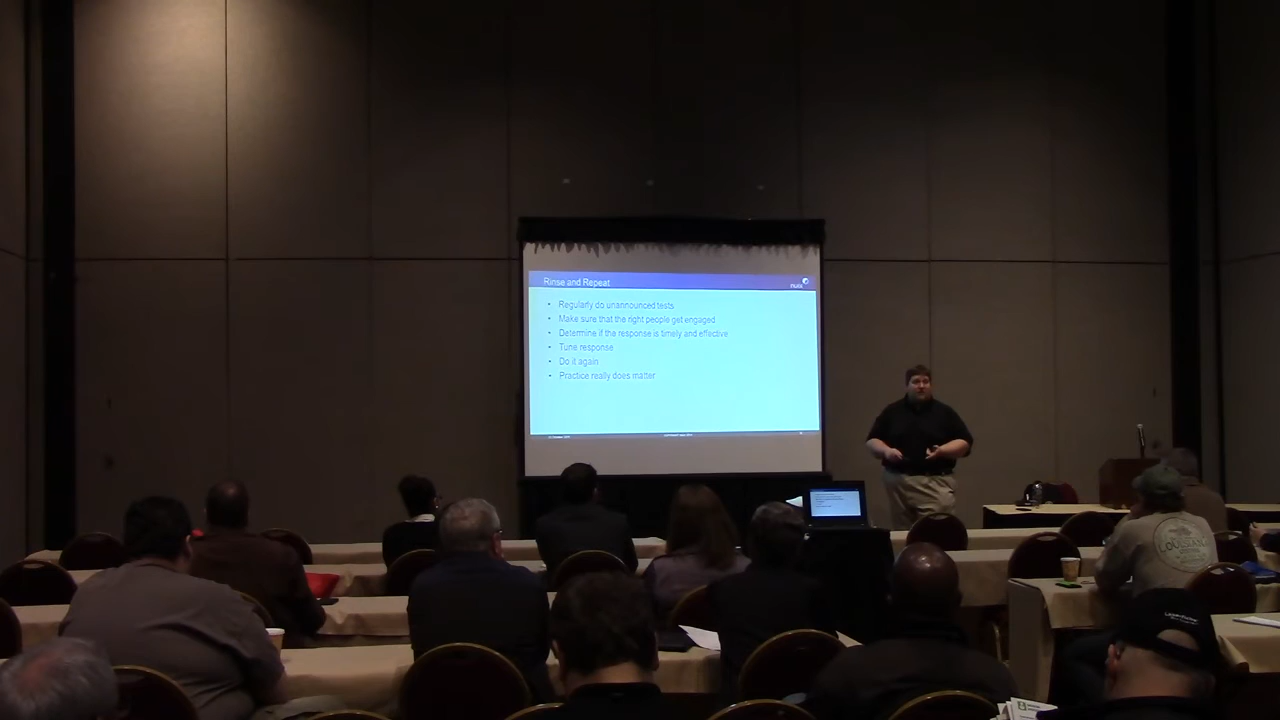 Rinse and Repeat
nuix
• Regularly do unannounced tests
• Make sure that the right people get engaged
• Determine if the response is timely and effective
• Tune response
• Do it again
• Practice really does matter